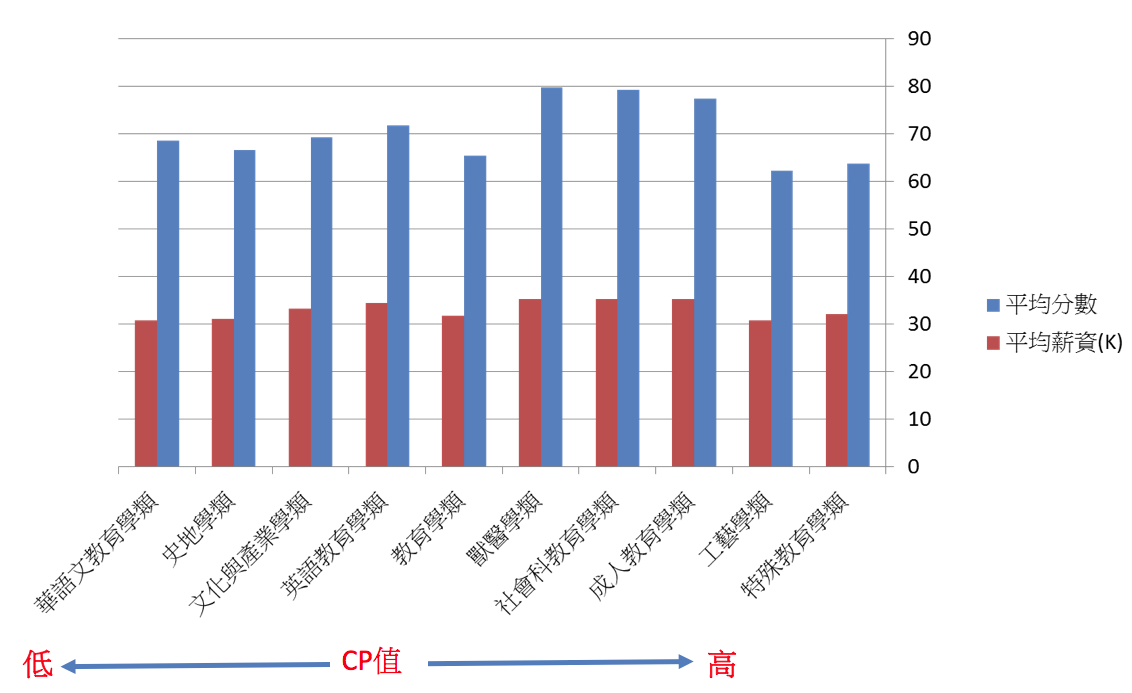 90
80
70
60
50
40
30
20
10
0
平均分數
平均薪資(K)
華語文教育學類
史地學類
文化與產業學類
英語教育學類
教育學類
獸醫學類
社會科教育學類
成人教育學類
工藝學類
特殊教育學類
低 CP值 高